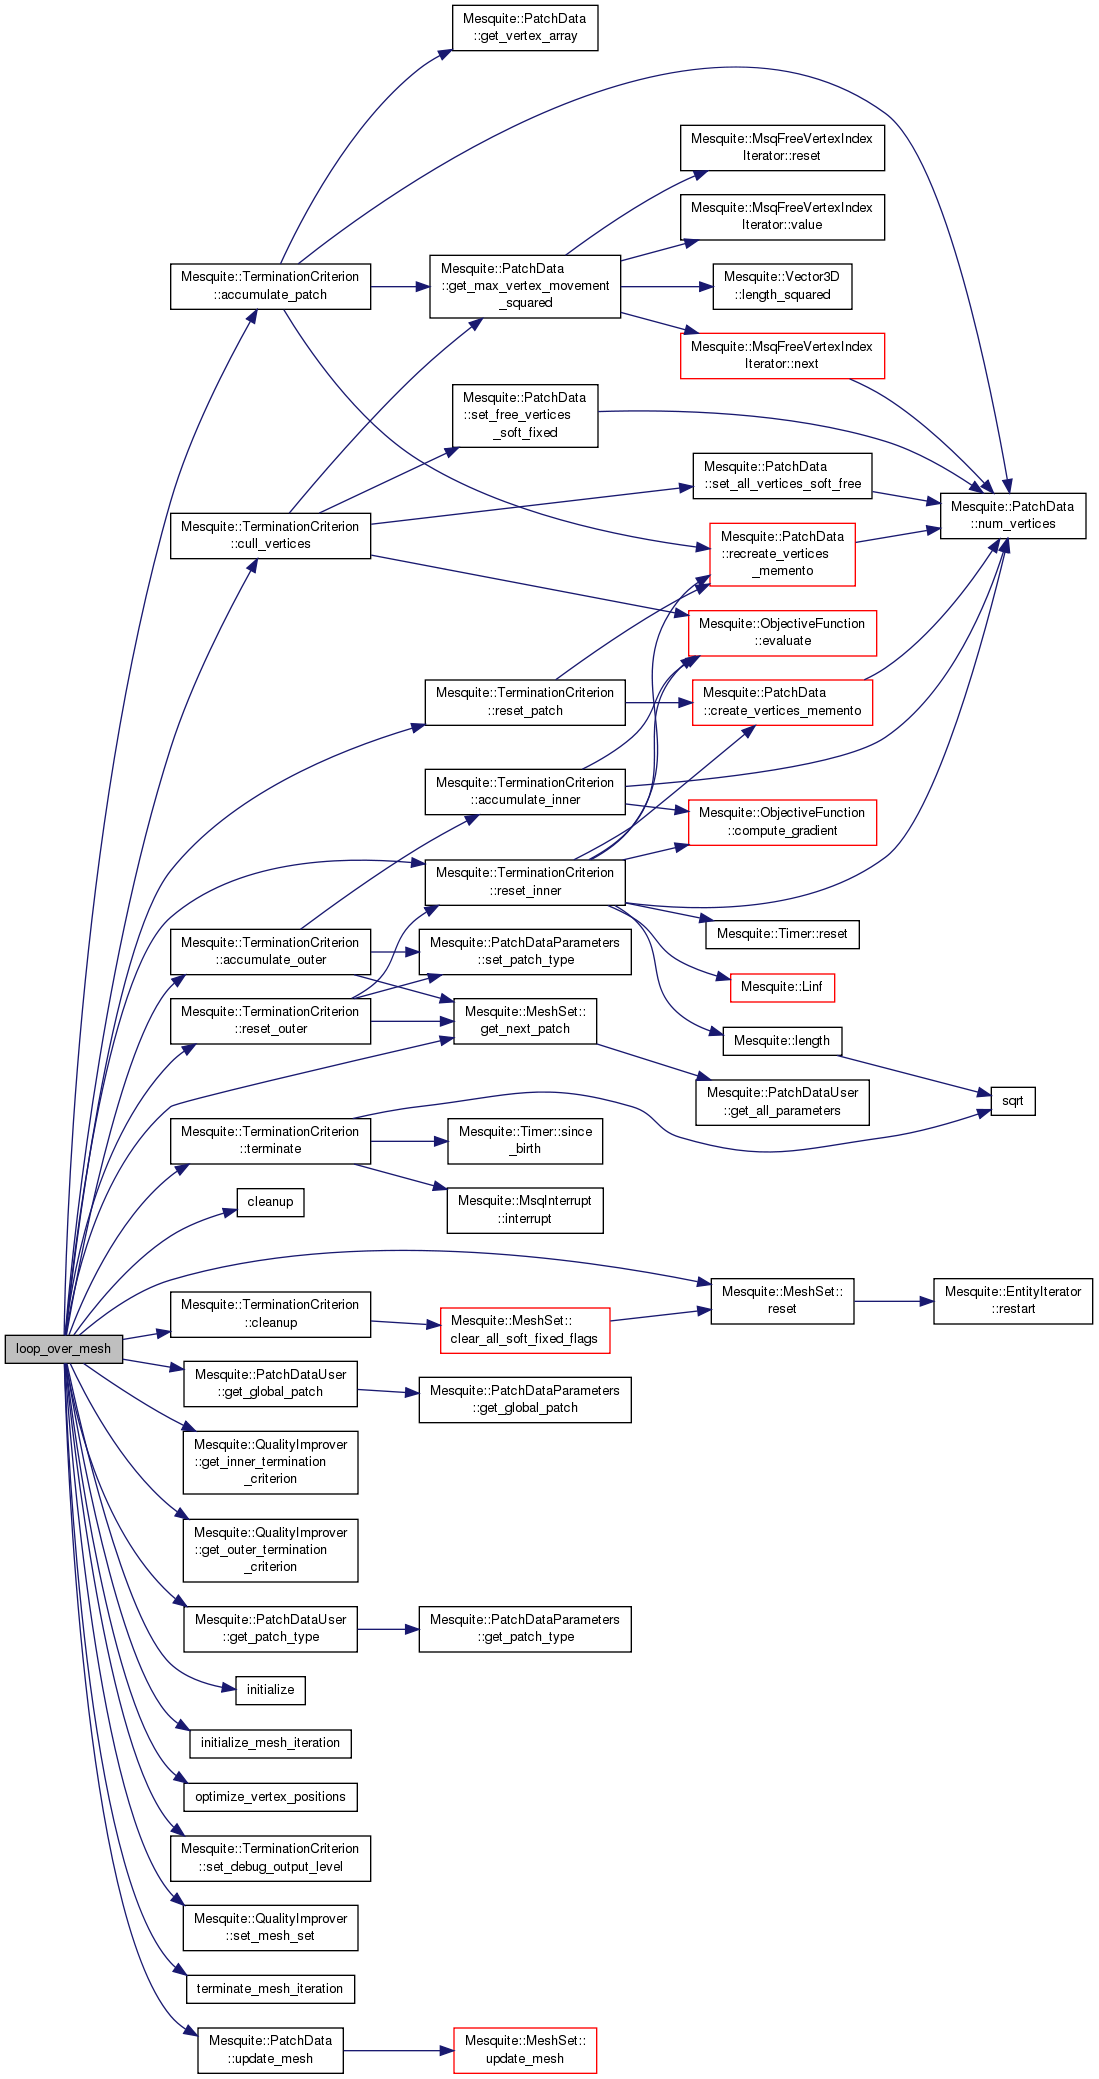 Mesquite::PatchData
::get_vertex_array
Mesquite::MsqFreeVertexIndex
Iterator::reset
Mesquite::MsqFreeVertexIndex
Iterator::value
Mesquite::TerminationCriterion
::accumulate_patch
Mesquite::PatchData
::get_max_vertex_movement
_squared
Mesquite::Vector3D
::length_squared
Mesquite::MsqFreeVertexIndex
Iterator::next
Mesquite::PatchData
::set_free_vertices
_soft_fixed
Mesquite::PatchData
::set_all_vertices_soft_free
Mesquite::PatchData
::num_vertices
Mesquite::TerminationCriterion
::cull_vertices
Mesquite::PatchData
::recreate_vertices
_memento
Mesquite::ObjectiveFunction
::evaluate
Mesquite::TerminationCriterion
::reset_patch
Mesquite::PatchData
::create_vertices_memento
Mesquite::TerminationCriterion
::accumulate_inner
Mesquite::ObjectiveFunction
::compute_gradient
Mesquite::TerminationCriterion
::reset_inner
Mesquite::Timer::reset
Mesquite::TerminationCriterion
::accumulate_outer
Mesquite::PatchDataParameters
::set_patch_type
Mesquite::Linf
Mesquite::TerminationCriterion
::reset_outer
Mesquite::MeshSet::
get_next_patch
Mesquite::length
Mesquite::PatchDataUser
::get_all_parameters
sqrt
Mesquite::TerminationCriterion
::terminate
Mesquite::Timer::since
_birth
cleanup
Mesquite::MsqInterrupt
::interrupt
Mesquite::MeshSet::
reset
Mesquite::EntityIterator
::restart
Mesquite::TerminationCriterion
::cleanup
Mesquite::MeshSet::
clear_all_soft_fixed_flags
loop_over_mesh
Mesquite::PatchDataUser
::get_global_patch
Mesquite::PatchDataParameters
::get_global_patch
Mesquite::QualityImprover
::get_inner_termination
_criterion
Mesquite::QualityImprover
::get_outer_termination
_criterion
Mesquite::PatchDataUser
::get_patch_type
Mesquite::PatchDataParameters
::get_patch_type
initialize
initialize_mesh_iteration
optimize_vertex_positions
Mesquite::TerminationCriterion
::set_debug_output_level
Mesquite::QualityImprover
::set_mesh_set
terminate_mesh_iteration
Mesquite::PatchData
::update_mesh
Mesquite::MeshSet::
update_mesh